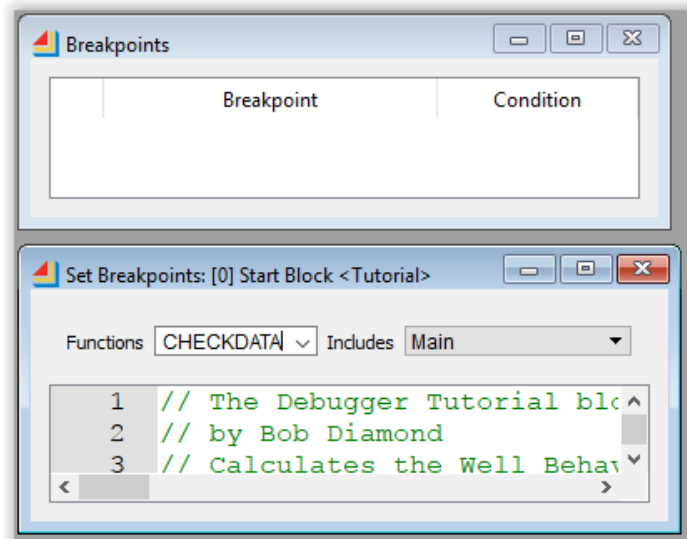 Breakpoints
Breakpoint Condition
Set Breakpoints: [0] Start Block <Tutorial>
Functions CHECKDATA Includes Main
1 // The Debugger Tutorial blo
2 // by Bob Diamond
3 // Calculates the Well Behav